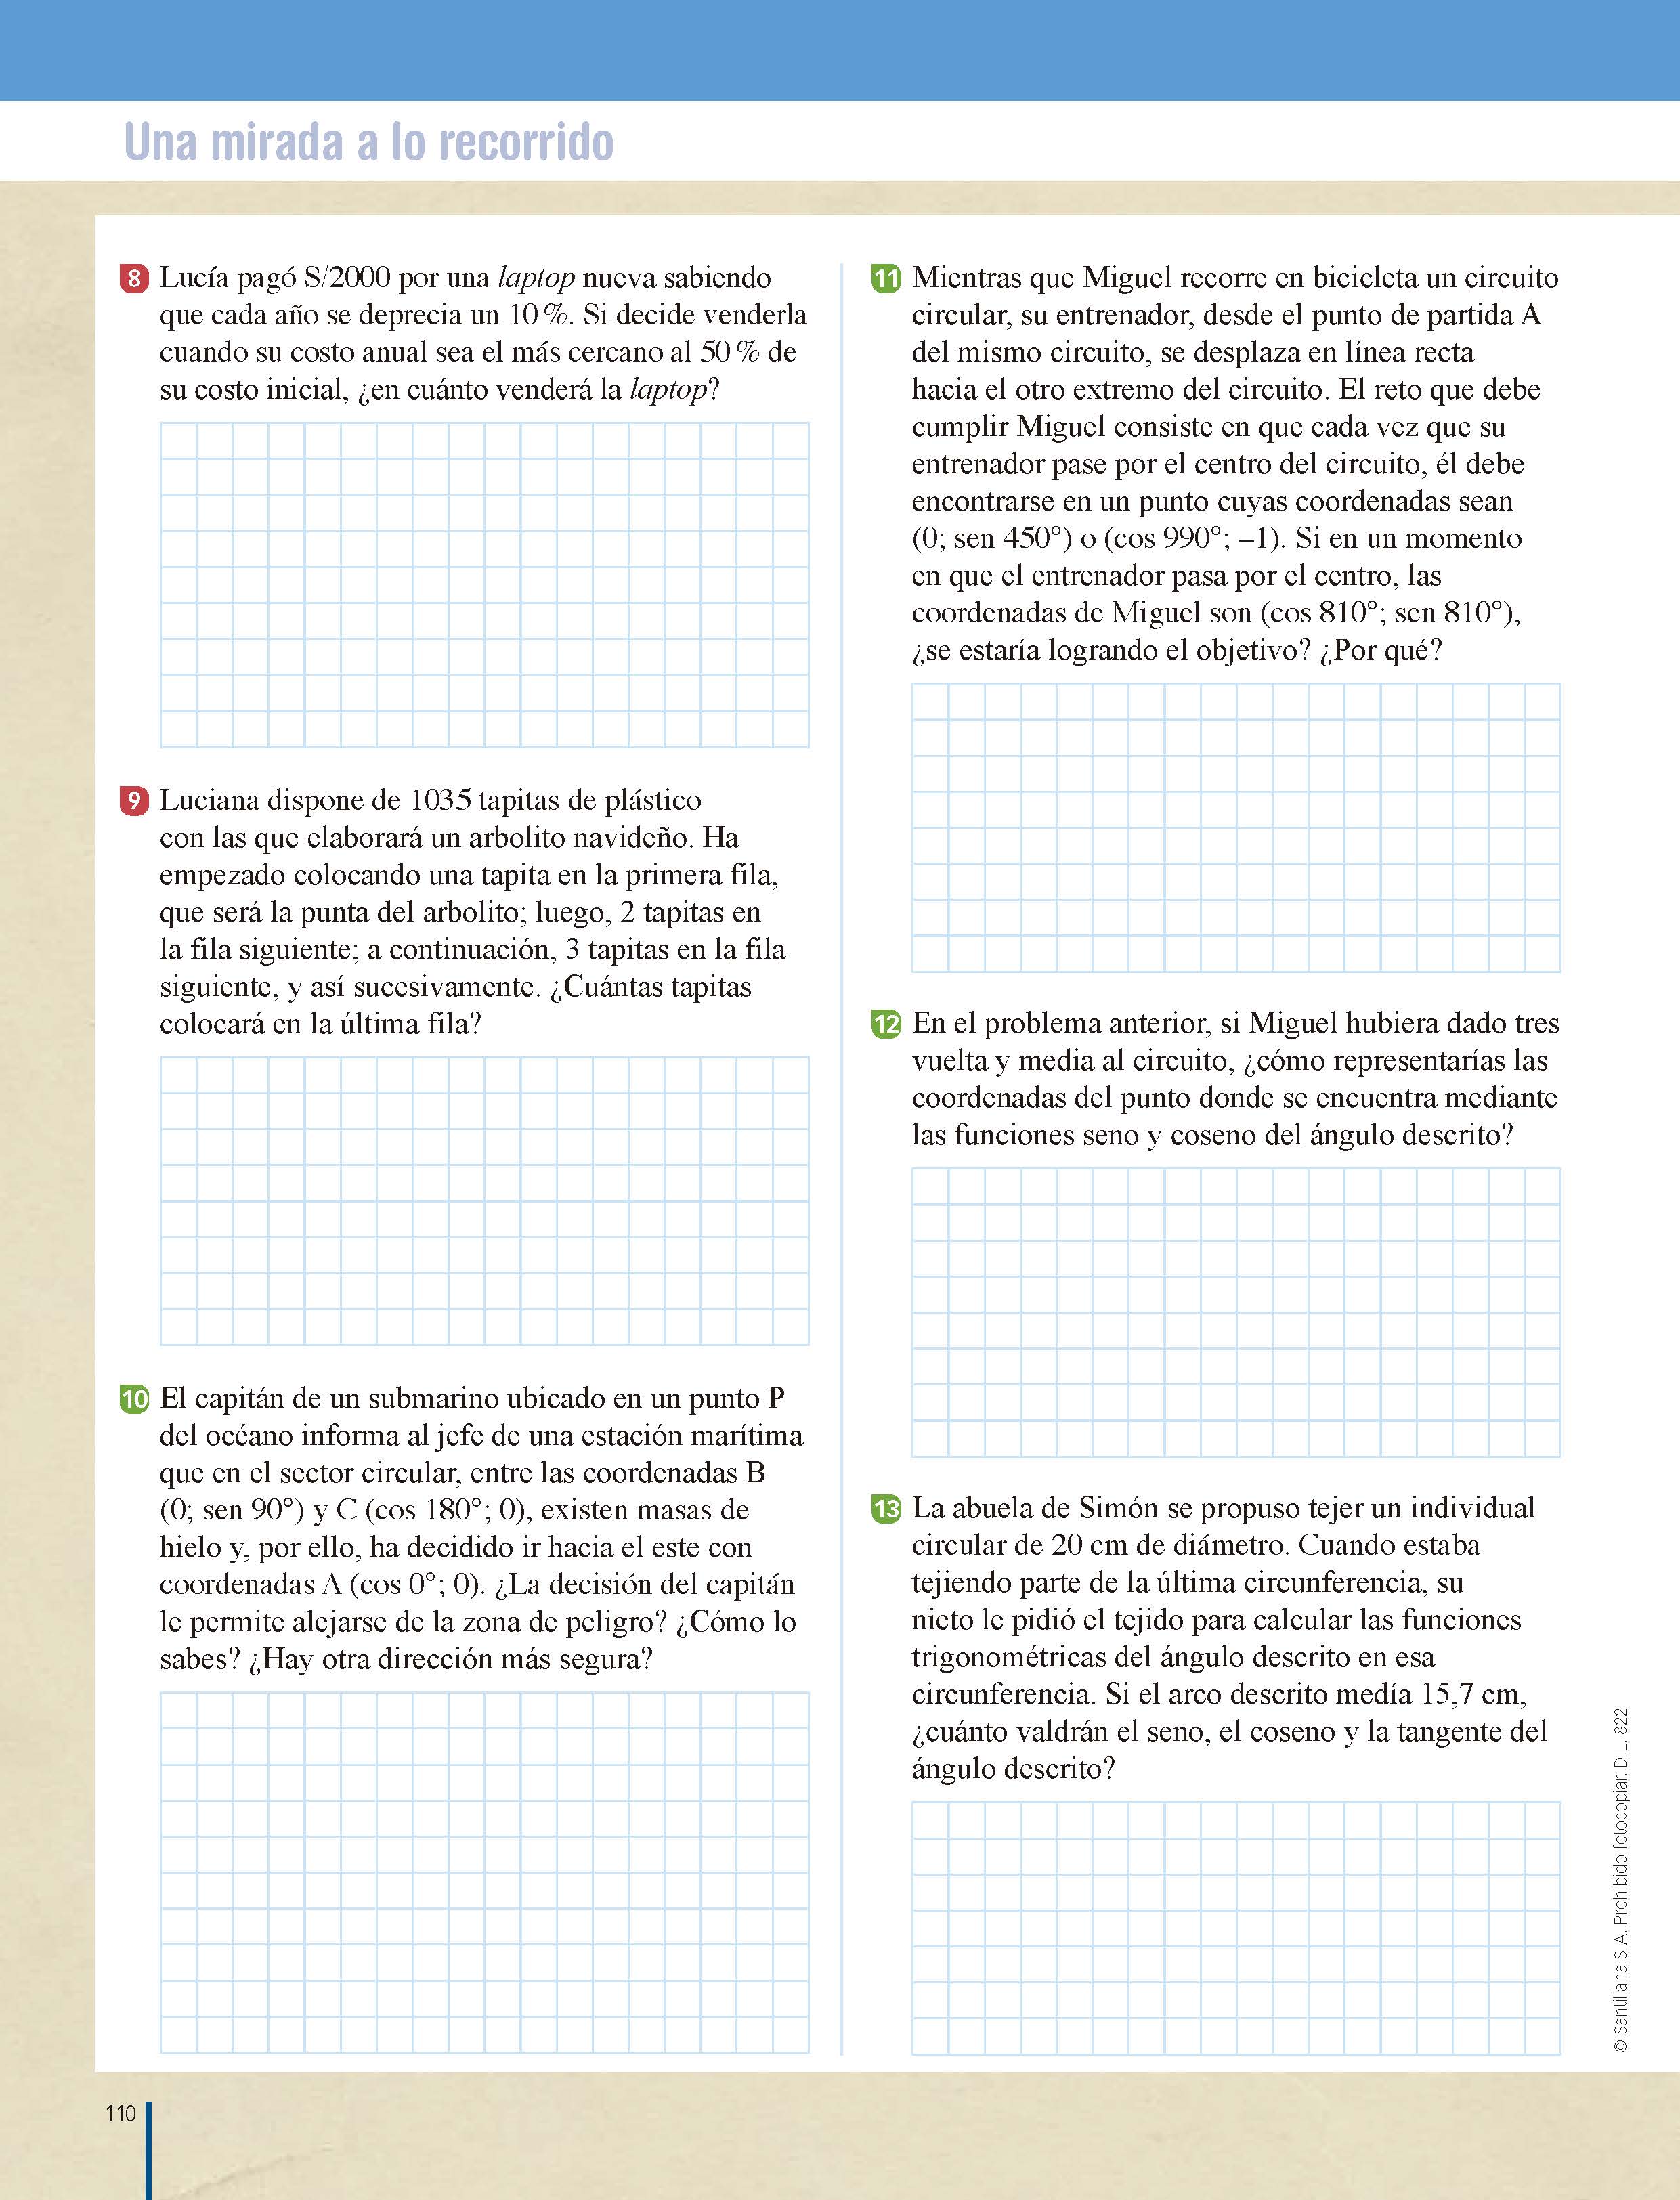 Una mirada a lo recorrido
8 Lucía pagó S/2000 por una laptop nueva sabiendo
que cada año se deprecia un 10 %. Si decide venderla
cuando su costo anual sea el más cercano al 50 % de
su costo inicial, ¿en cuánto venderá la laptop?
9 Luciana dispone de 1035 tapitas de plástico
con las que elaborará un arbolito navideño. Ha
empezado colocando una tapita en la primera fila,
que será la punta del arbolito; luego, 2 tapitas en
la fila siguiente; a continuación, 3 tapitas en la fila
siguiente, y así sucesivamente. ¿Cuántas tapitas
colocará en la última fila?
10 El capitán de un submarino ubicado en un punto P
del océano informa al jefe de una estación marítima
que en el sector circular, entre las coordenadas B
(0; sen 90°) y C (cos 180°; 0), existen masas de
hielo y, por ello, ha decidido ir hacia el este con
coordenadas A (cos 0°; 0). ¿La decisión del capitán
le permite alejarse de la zona de peligro? ¿Cómo lo
sabes? ¿Hay otra dirección más segura?
11 Mientras que Miguel recorre en bicicleta un circuito
circular, su entrenador, desde el punto de partida A
del mismo circuito, se desplaza en línea recta
hacia el otro extremo del circuito. El reto que debe
cumplir Miguel consiste en que cada vez que su
entrenador pase por el centro del circuito, él debe
encontrarse en un punto cuyas coordenadas sean
(0; sen 450°) o (cos 990°; –1). Si en un momento
en que el entrenador pasa por el centro, las
coordenadas de Miguel son (cos 810°; sen 810°),
¿se estaría logrando el objetivo? ¿Por qué?
12 En el problema anterior, si Miguel hubiera dado tres
vuelta y media al circuito, ¿cómo representarías las
coordenadas del punto donde se encuentra mediante
las funciones seno y coseno del ángulo descrito?
13 La abuela de Simón se propuso tejer un individual
circular de 20 cm de diámetro. Cuando estaba
tejiendo parte de la última circunferencia, su
nieto le pidió el tejido para calcular las funciones
trigonométricas del ángulo descrito en esa
circunferencia. Si el arco descrito medía 15,7 cm,
¿cuánto valdrán el seno, el coseno y la tangente del
ángulo descrito?
© Santillana S. A. Prohibido fotocopiar. D. L. 822
110